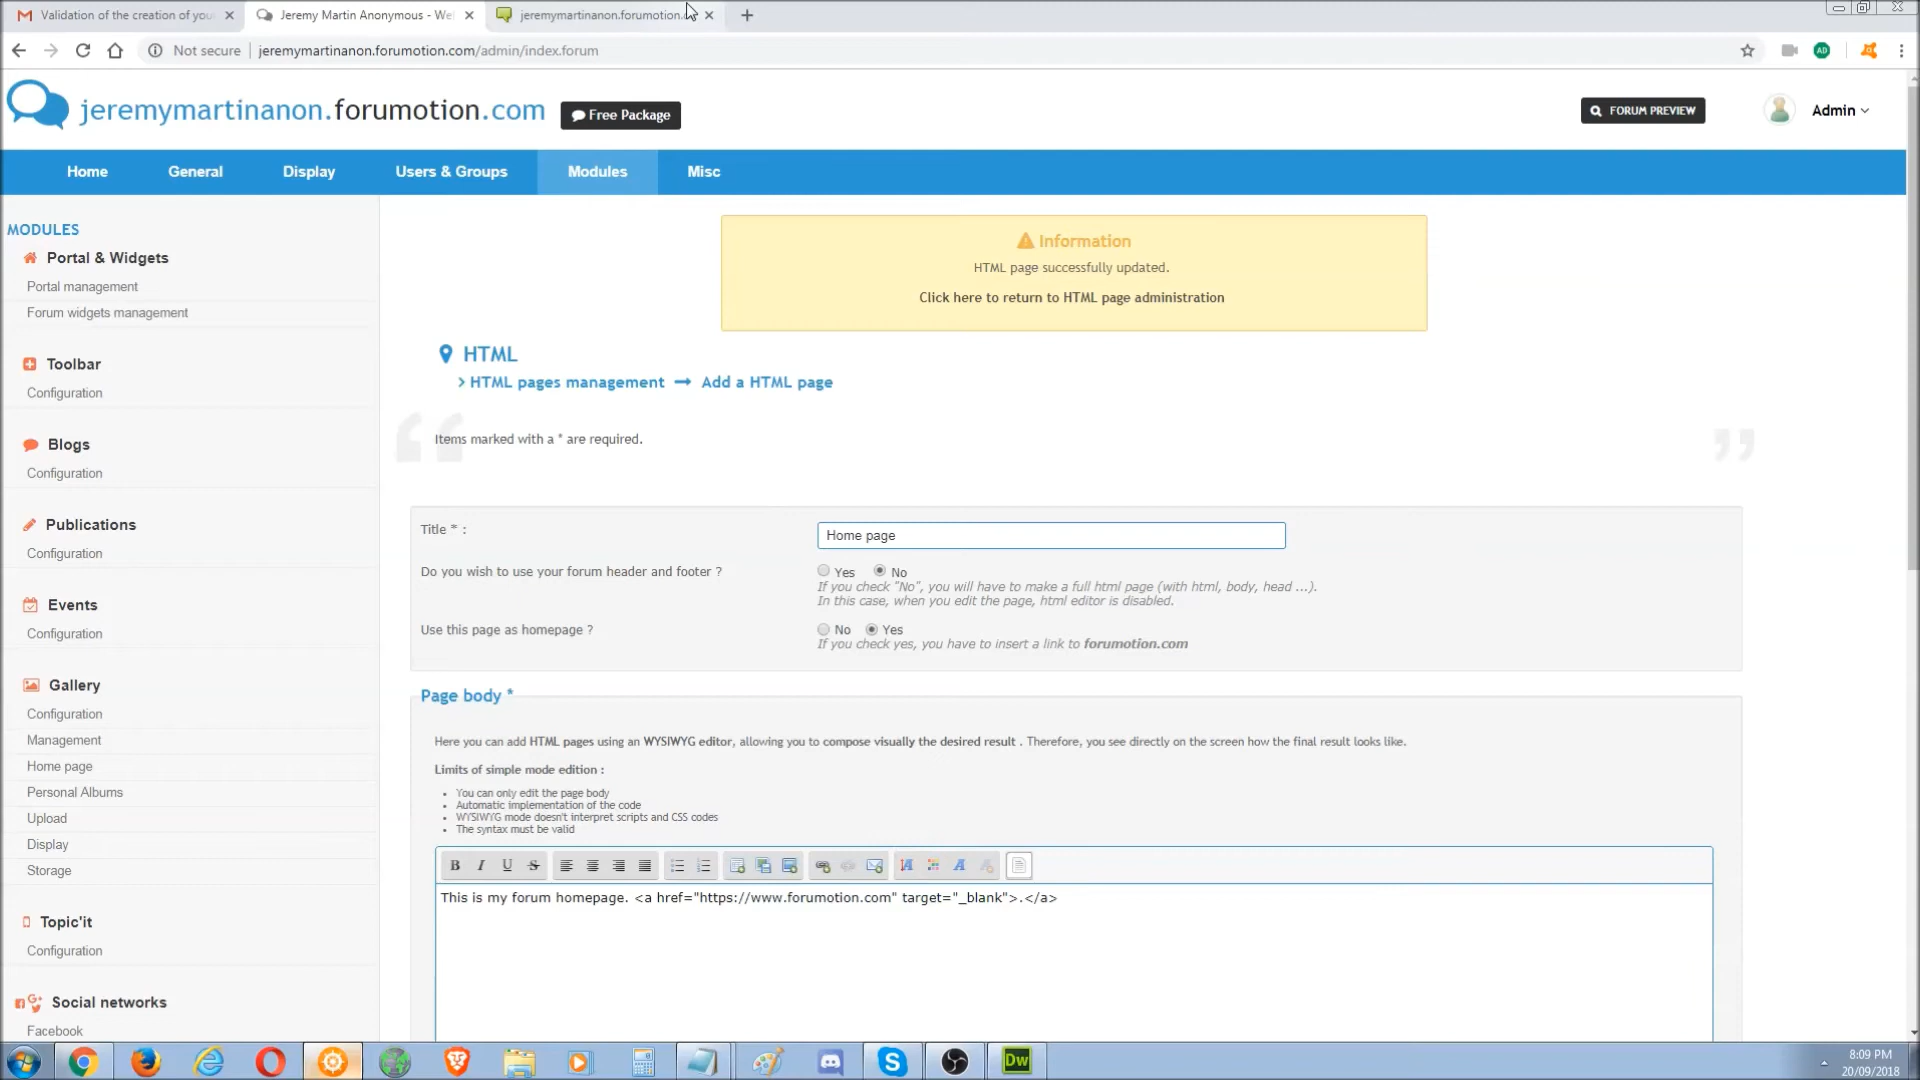 Validation of the creation of you
Jeremy Martin Anonymous - Wel
jeremymartinanon.forumotion.c
Not secure
jeremymartinanon.forumotion.com/admin/index.forum
jeremymartinanon.forumotion.com
Free Package
FORUM PREVIEW
Admin
Home
General
Display
Users & Groups
Modules
Misc
MODULES
Portal & Widgets
Portal management
Forum widgets management
Toolbar
Configuration
Blogs
Configuration
Publications
Configuration
Events
Configuration
Gallery
Configuration
Management
Home page
Personal Albums
Upload
Display
Storage
Topic'it
Configuration
Social networks
Facebook
Information
HTML page successfully updated.
Click here to return to HTML page administration
HTML
HTML pages management → Add a HTML page
Items marked with a * are required.
Title * :
Home page
Do you wish to use your forum header and footer ?
Yes No
If you check "No", you will have to make a full html page (with html, body, head ...).
In this case, when you edit the page, html editor is disabled.
Use this page as homepage ?
No Yes
If you check yes, you have to insert a link to forumotion.com
Page body *
Here you can add HTML pages using an WYSIWYG editor, allowing you to compose visually the desired result . Therefore, you see directly on the screen how the final result looks like.
Limits of simple mode edition :
• You can only edit the page body
• Automatic implementation of the code
• WYSIWYG mode doesn't interpret scripts and CSS codes
• The syntax must be valid
B I U S
This is my forum homepage. <a href="https://www.forumotion.com" target="_blank">.</a>
Dw
8:09 PM
20/09/2018